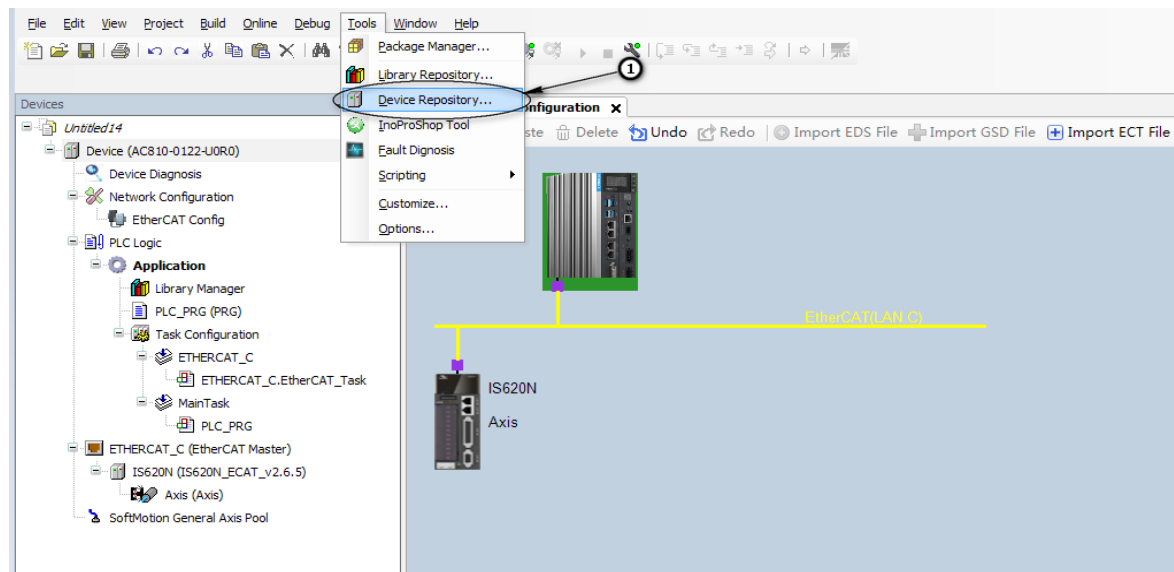 File Edit View Project Build Online Debug Tools Window Help
Package Manager...
Library Repository...
1
Device Repository...
InoProShop Tool
Fault Dignosis
Scripting
Customize...
Options...
Devices
onfiguration X
ste Delete Undo Redo Import EDS File Import GSD File Import ECT File
Untitled14
Device (AC810-0122-U0R0)
Device Diagnosis
Network Configuration
EtherCAT Config
PLC Logic
Application
Library Manager
PLC_PRG (PRG)
Task Configuration
ETHERCAT_C
ETHERCAT_C.EtherCAT_Task
MainTask
PLC_PRG
ETHERCAT_C (EtherCAT Master)
IS620N (IS620N_ECAT_v2.6.5)
Axis (Axis)
SoftMotion General Axis Pool
EtherCAT(LAN C)
IS620N
Axis